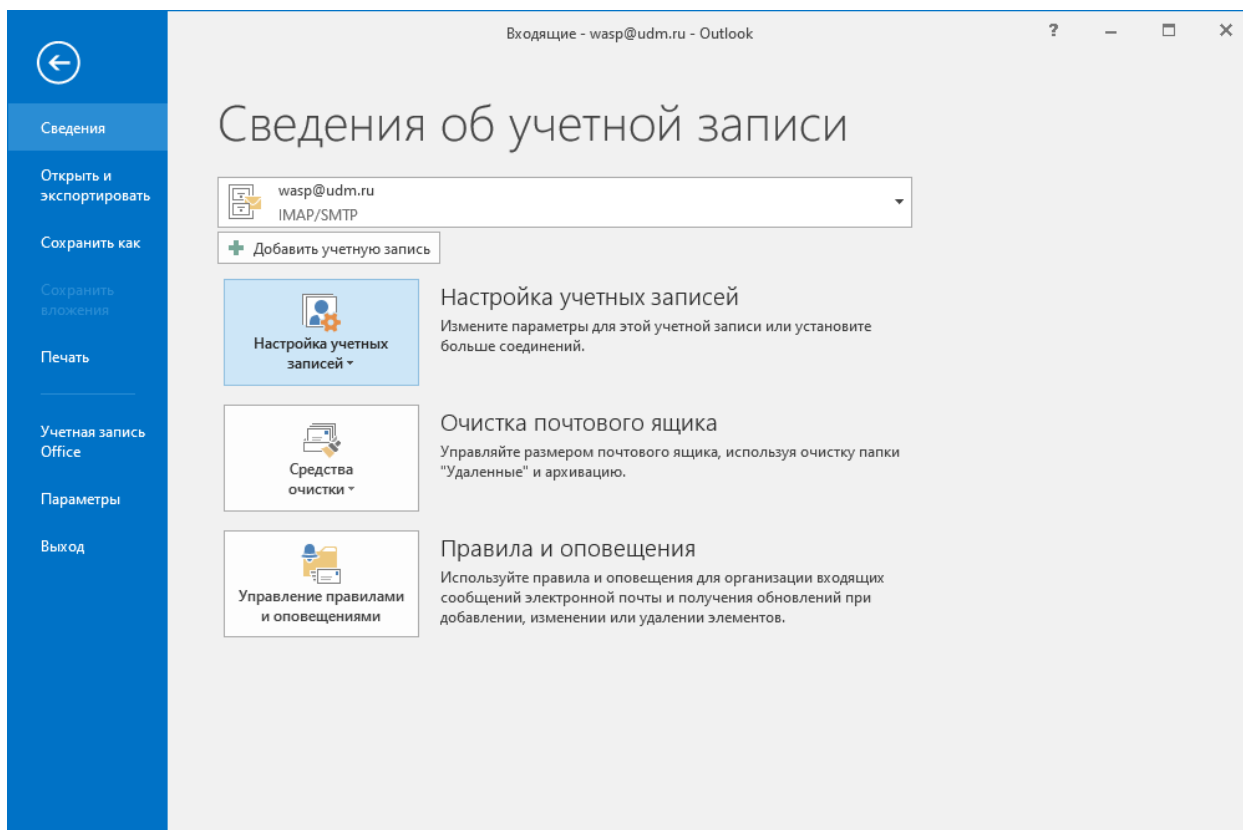 Входящие - wasp@udm.ru - Outlook
?
Сведения
Открыть и
экспортировать
Сохранить как
Сохранить
вложения
Печать
Учетная запись
Office
Параметры
Выход
Сведения об учетной записи
wasp@udm.ru
IMAP/SMTP
Добавить учетную запись
Настройка учетных
записей
Настройка учетных записей
Измените параметры для этой учетной записи или установите
больше соединений.
Средства
очистки
Очистка почтового ящика
Управляйте размером почтового ящика, используя очистку папки
"Удаленные" и архивацию.
Управление правилами
и оповещениями
Правила и оповещения
Используйте правила и оповещения для организации входящих
сообщений электронной почты и получения обновлений при
добавлении, изменении или удалении элементов.